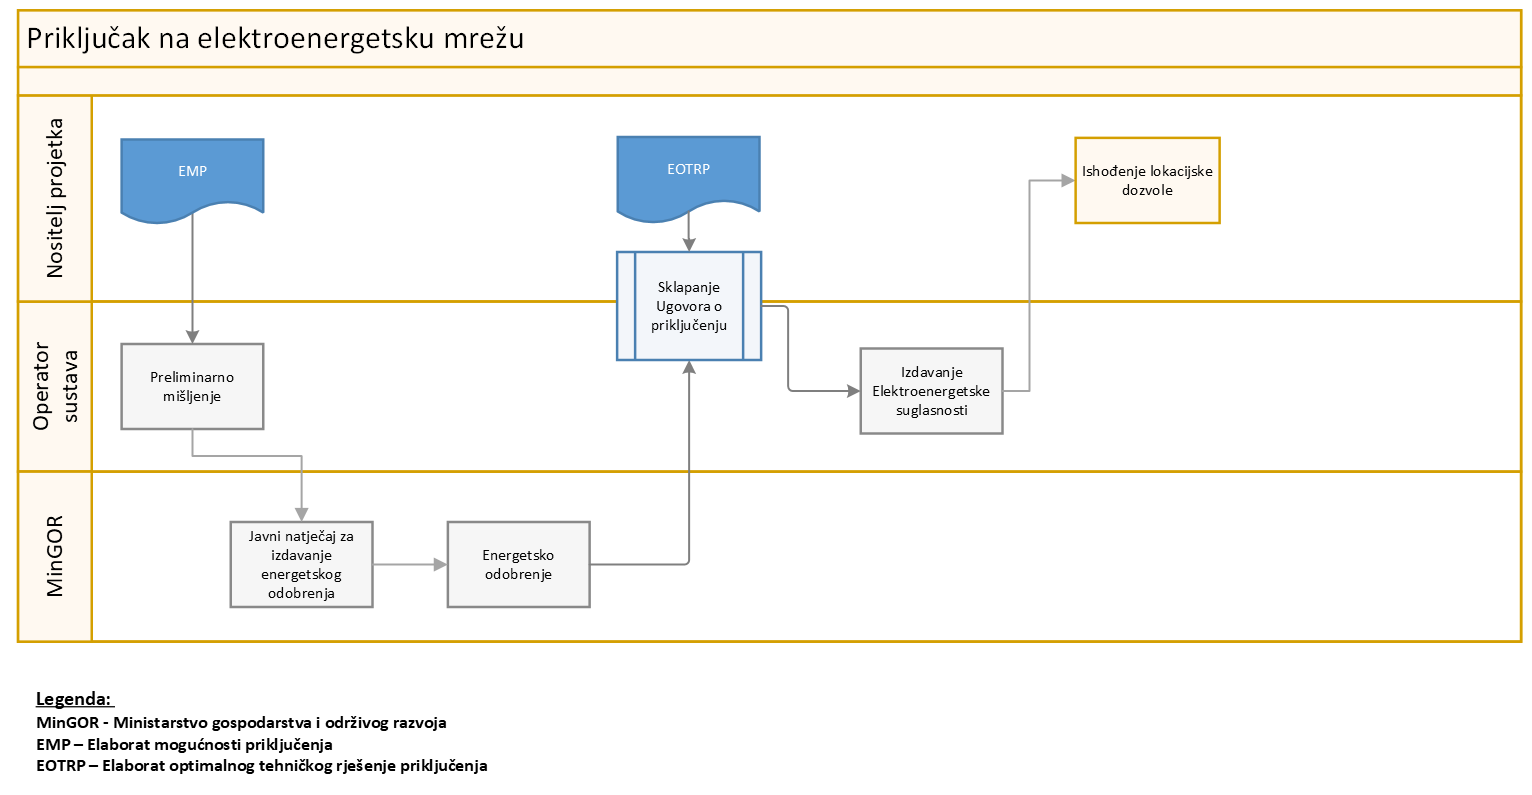 Priključak na elektroenergetsku mrežu
Nositelj projetka
EMP
EOTRP
Ishođenje lokacijske
dozvole
Sklapanje
Ugovora o
priključenju
Operator
sustava
Preliminarno
mišljenje
Izdavanje
Elektroenergetske
suglasnosti
MinGOR
Javni natječaj za
izdavanje
energetskog
odobrenja
Energetsko
odobrenje
Legenda:
MinGOR - Ministarstvo gospodarstva i održivog razvoja
EMP – Elaborat mogućnosti priključenja
EOTRP – Elaborat optimalnog tehničkog rješenje priključenja